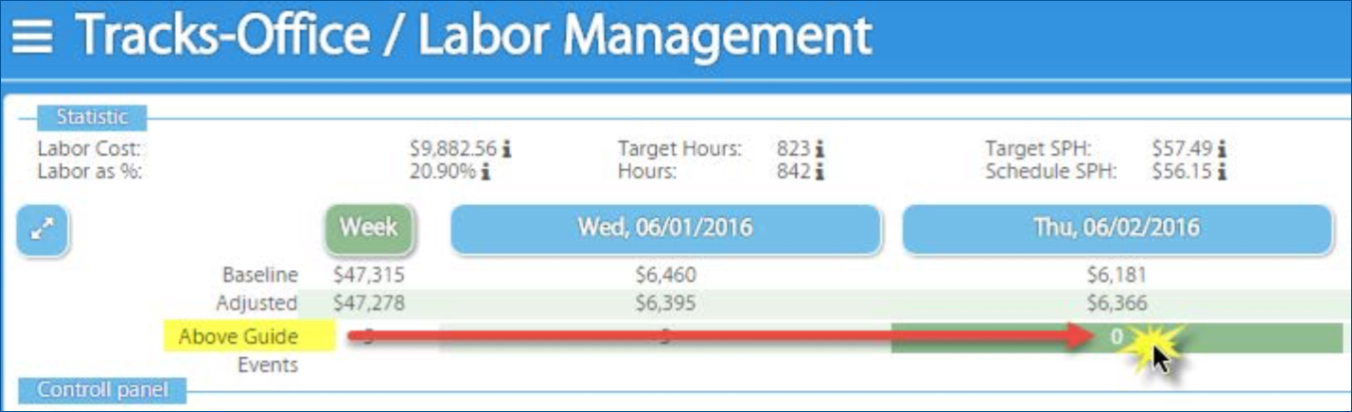 Tracks-Office / Labor Management
Statistic
Labor Cost: $9,882.56 Target Hours: 823 Target SPH: $57.49
Labor as %: 20.90% Hours: 842 Schedule SPH: $56.15
Week Wed, 06/01/2016 Thu, 06/02/2016
Baseline $47,315 $6,460 $6,181
Adjusted $47,278 $6,395 $6,366
Above Guide 0
Events
Controll panel